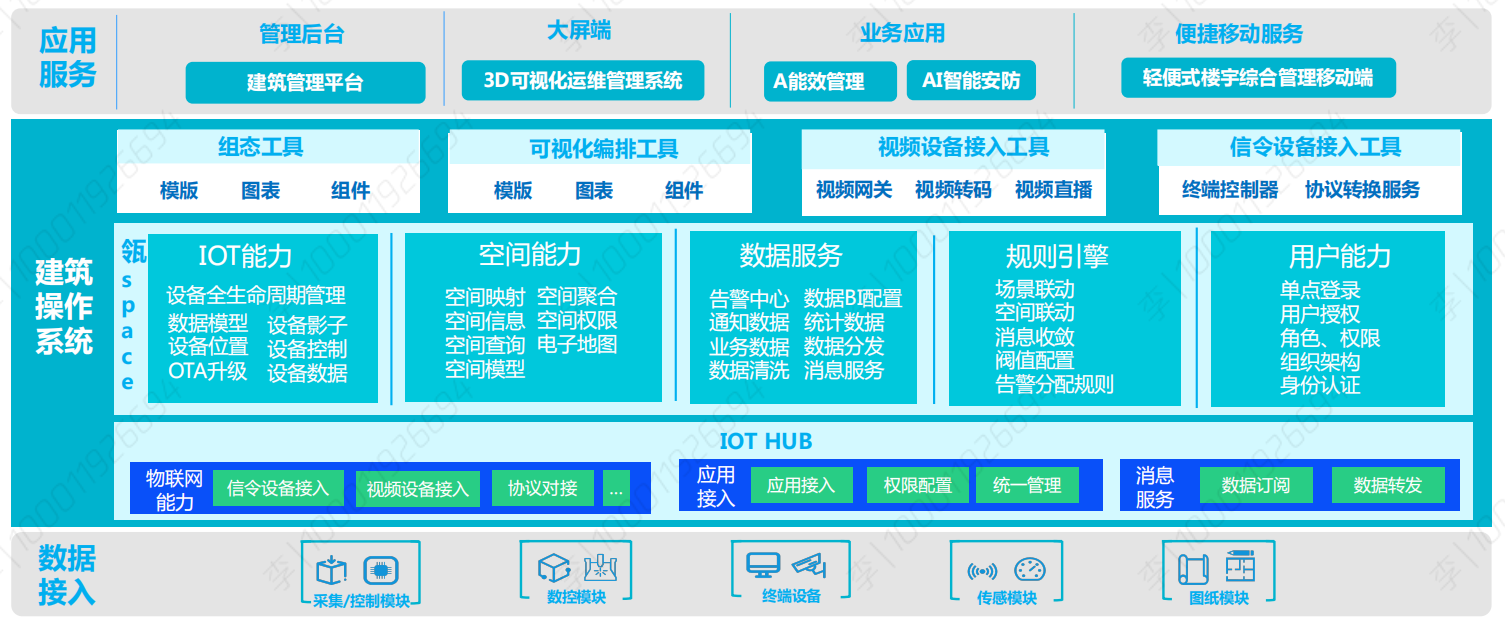 应用
服务
管理后台
建筑管理平台
大屏端
3D可视化运维管理系统
业务应用
A能效管理
AI智能安防
便捷移动服务
轻便式楼宇综合管理移动端
建筑
操作
系统
组态工具
模版 图表 组件
可视化编排工具
模版 图表 组件
视频设备接入工具
视频网关 视频转码 视频直播
信令设备接入工具
终端控制器 协议转换服务
瓴
s
p
a
c
e
IOT能力
设备全生命周期管理
数据模型 设备影子
设备位置 设备控制
OTA升级 设备数据
空间能力
空间映射 空间聚合
空间信息 空间权限
空间查询 电子地图
空间模型
数据服务
告警中心 数据BI配置
通知数据 统计数据
业务数据 数据分发
数据清洗 消息服务
规则引擎
场景联动
空间联动
消息收敛
阀值配置
告警分配规则
用户能力
单点登录
用户授权
角色、权限
组织架构
身份认证
IOT HUB
物联网
能力
信令设备接入
视频设备接入
协议对接
...
应用
接入
应用接入
权限配置
统一管理
消息
服务
数据订阅
数据转发
数据
接入
采集/控制模块
数控模块
终端设备
传感模块
图纸模块
李|10001192669​4